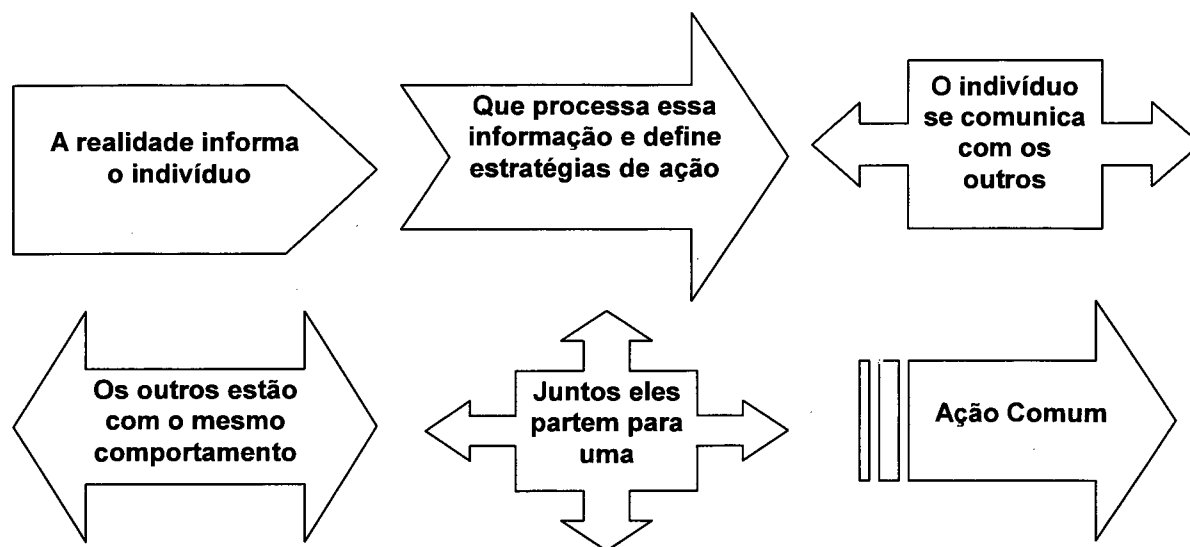 A realidade informa
o indivíduo
Que processa essa
informação e define
estratégias de ação
O indivíduo
se comunica
com os
outros
Os outros estão
com o mesmo
comportamento
Juntos eles
partem para
uma
Ação Comum